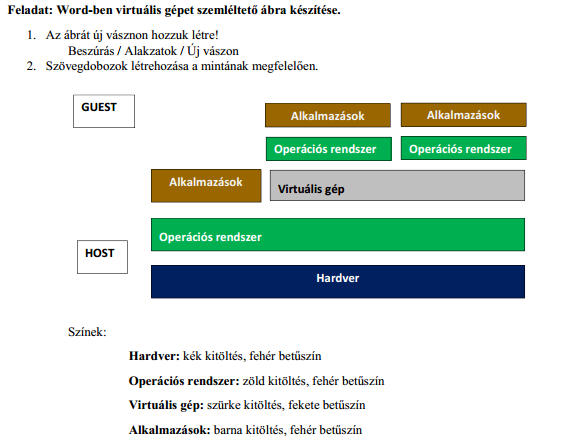 Feladat: Word-ben virtuális gépet szemléltető ábra készítése.
1. Az ábrát új vásznon hozzuk létre!
Beszúrás / Alakzatok / Új vászon
2. Szövegdobozok létrehozása a mintának megfelelően.
GUEST
Alkalmazások
Alkalmazások
Operációs rendszer
Operációs rendszer
Alkalmazások
Virtuális gép
Operációs rendszer
HOST
Hardver
Színek:
Hardver: kék kitöltés, fehér betűszín
Operációs rendszer: zöld kitöltés, fehér betűszín
Virtuális gép: szürke kitöltés, fekete betűszín
Alkalmazások: barna kitöltés, fehér betűszín